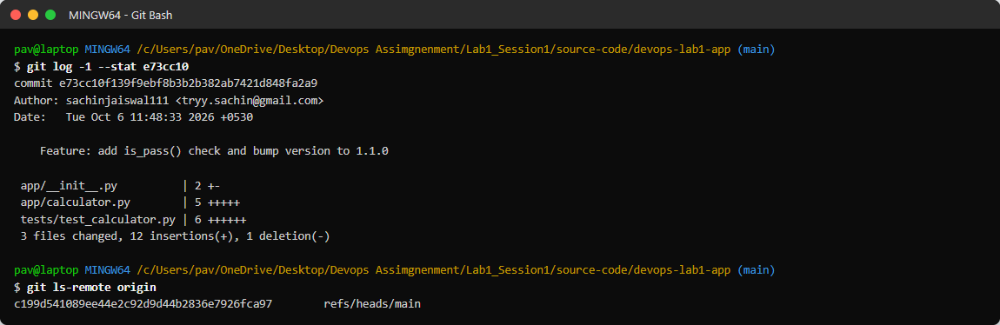 MINGW64 - Git Bash
pav@laptop MINGW64 /c/Users/pav/OneDrive/Desktop/Devops Assimgnenment/Lab1_Session1/source-code/devops-lab1-app (main)
$ git log -1 --stat e73cc10
commit e73cc10f139f9ebf8b3b2b382ab7421d848fa2a9
Author: sachinjaiswal111 <tryy.sachin@gmail.com>
Date:   Tue Oct 6 11:48:33 2026 +0530
    Feature: add is_pass() check and bump version to 1.1.0
 app/__init__.py          | 2 +-
 app/calculator.py        | 5 +++++
 tests/test_calculator.py | 6 ++++++
 3 files changed, 12 insertions(+), 1 deletion(-)
pav@laptop MINGW64 /c/Users/pav/OneDrive/Desktop/Devops Assimgnenment/Lab1_Session1/source-code/devops-lab1-app (main)
$ git ls-remote origin
c199d541089ee44e2c92d9d44b2836e7926fca97        refs/heads/main